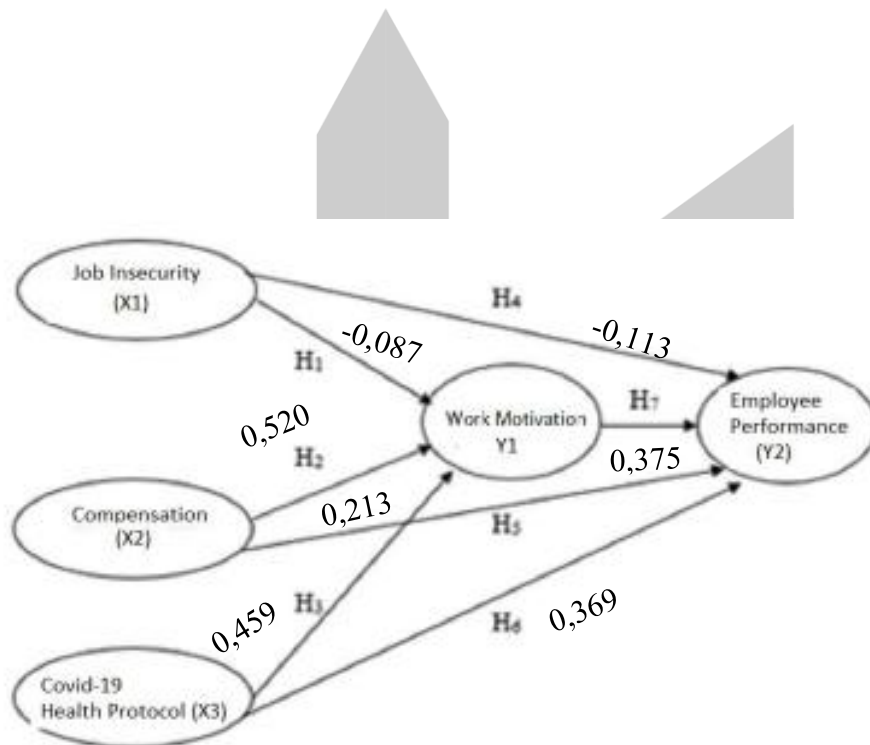 Job Insecurity
(X1)
H₄
-0,113
-0,087
H₁
Work Motivation
Y1
H₇
Employee
Performance
(Y2)
0,520
H₂
0,375
Compensation
(X2)
0,213
H₅
0,459
H₃
H₆
0,369
Covid-19
Health Protocol (X3)